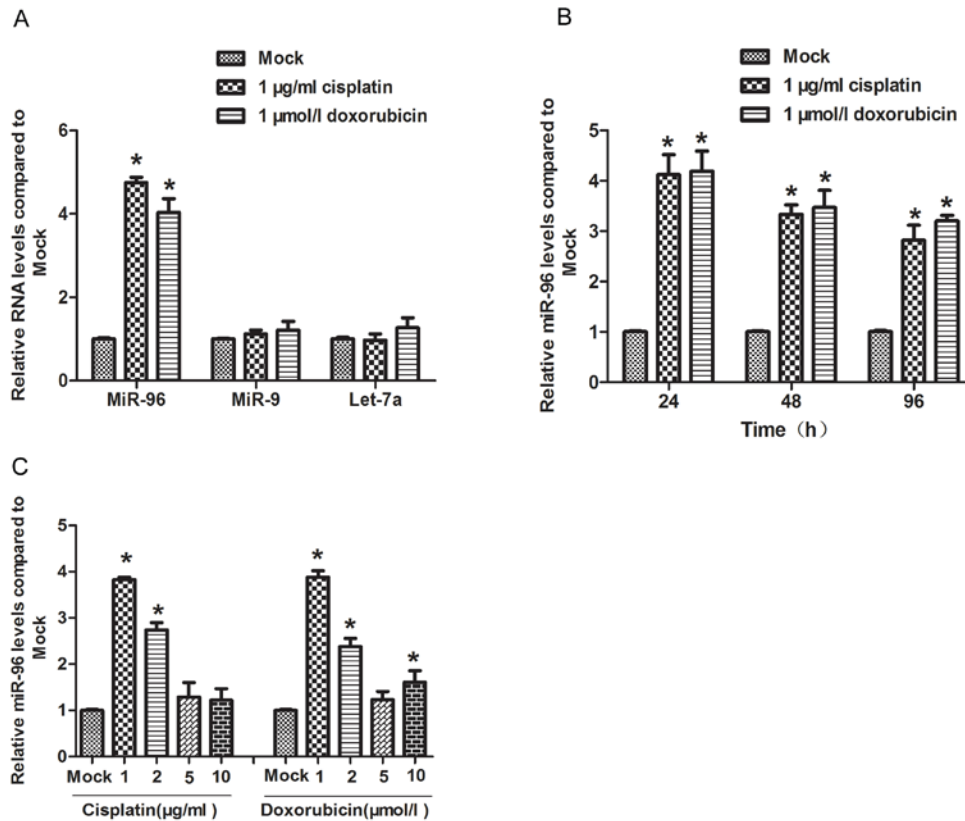 A
Mock
1 µg/ml cisplatin
1 µmol/l doxorubicin
Relative RNA levels compared to
Mock
6
4
2
0
* *
MiR-96 MiR-9 Let-7a
B
Mock
1 µg/ml cisplatin
1 µmol/l doxorubicin
Relative miR-96 levels compared to
Mock
5
4
3
2
1
0
* * * * * *
24 48 96
Time（h）
C
Relative miR-96 levels compared to
Mock
5
4
3
2
1
0
* * * * *
Mock 1 2 5 10 Mock 1 2 5 10
Cisplatin(µg/ml ) Doxorubicin(µmol/l )